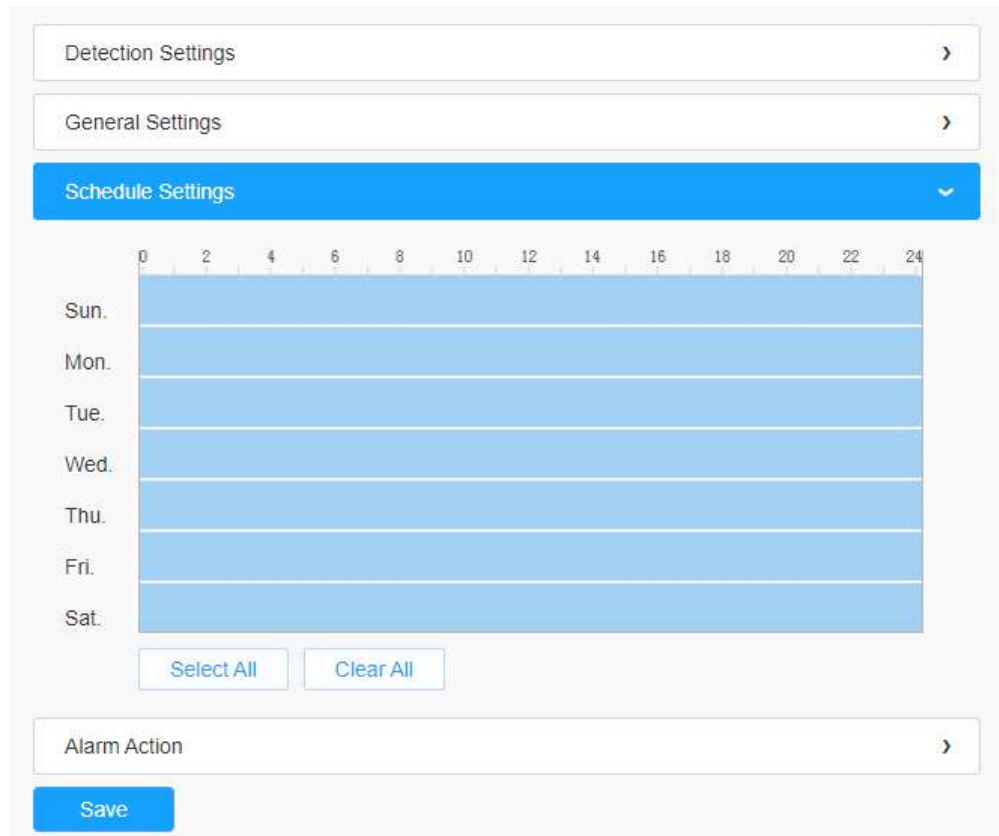 Detection Settings
General Settings
Schedule Settings
0 2 4 6 8 10 12 14 16 18 20 22 24
Sun.
Mon.
Tue.
Wed.
Thu.
Fri.
Sat.
Select All Clear All
Alarm Action
Save